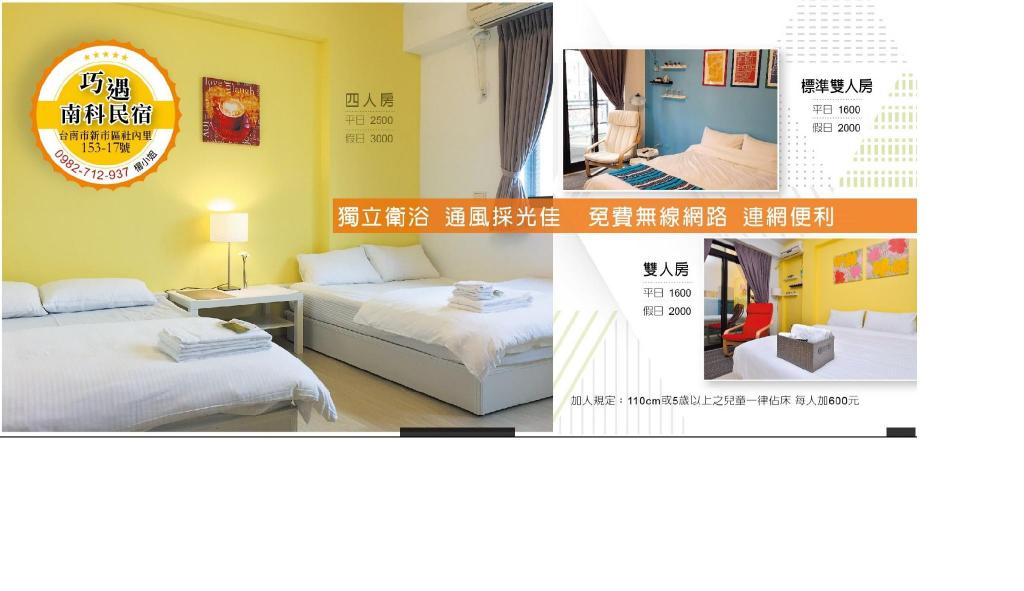 巧遇
南科民宿
台南市新市區社內里
153-17號
0982-712-937 楊小姐
love laugh
四人房
平日 2500
假日 3000
標準雙人房
平日 1600
假日 2000
獨立衛浴 通風採光佳 免費無線網路 連網便利
雙人房
平日 1600
假日 2000
加人規定：110cm或5歲以上之兒童一律佔床 每人加600元